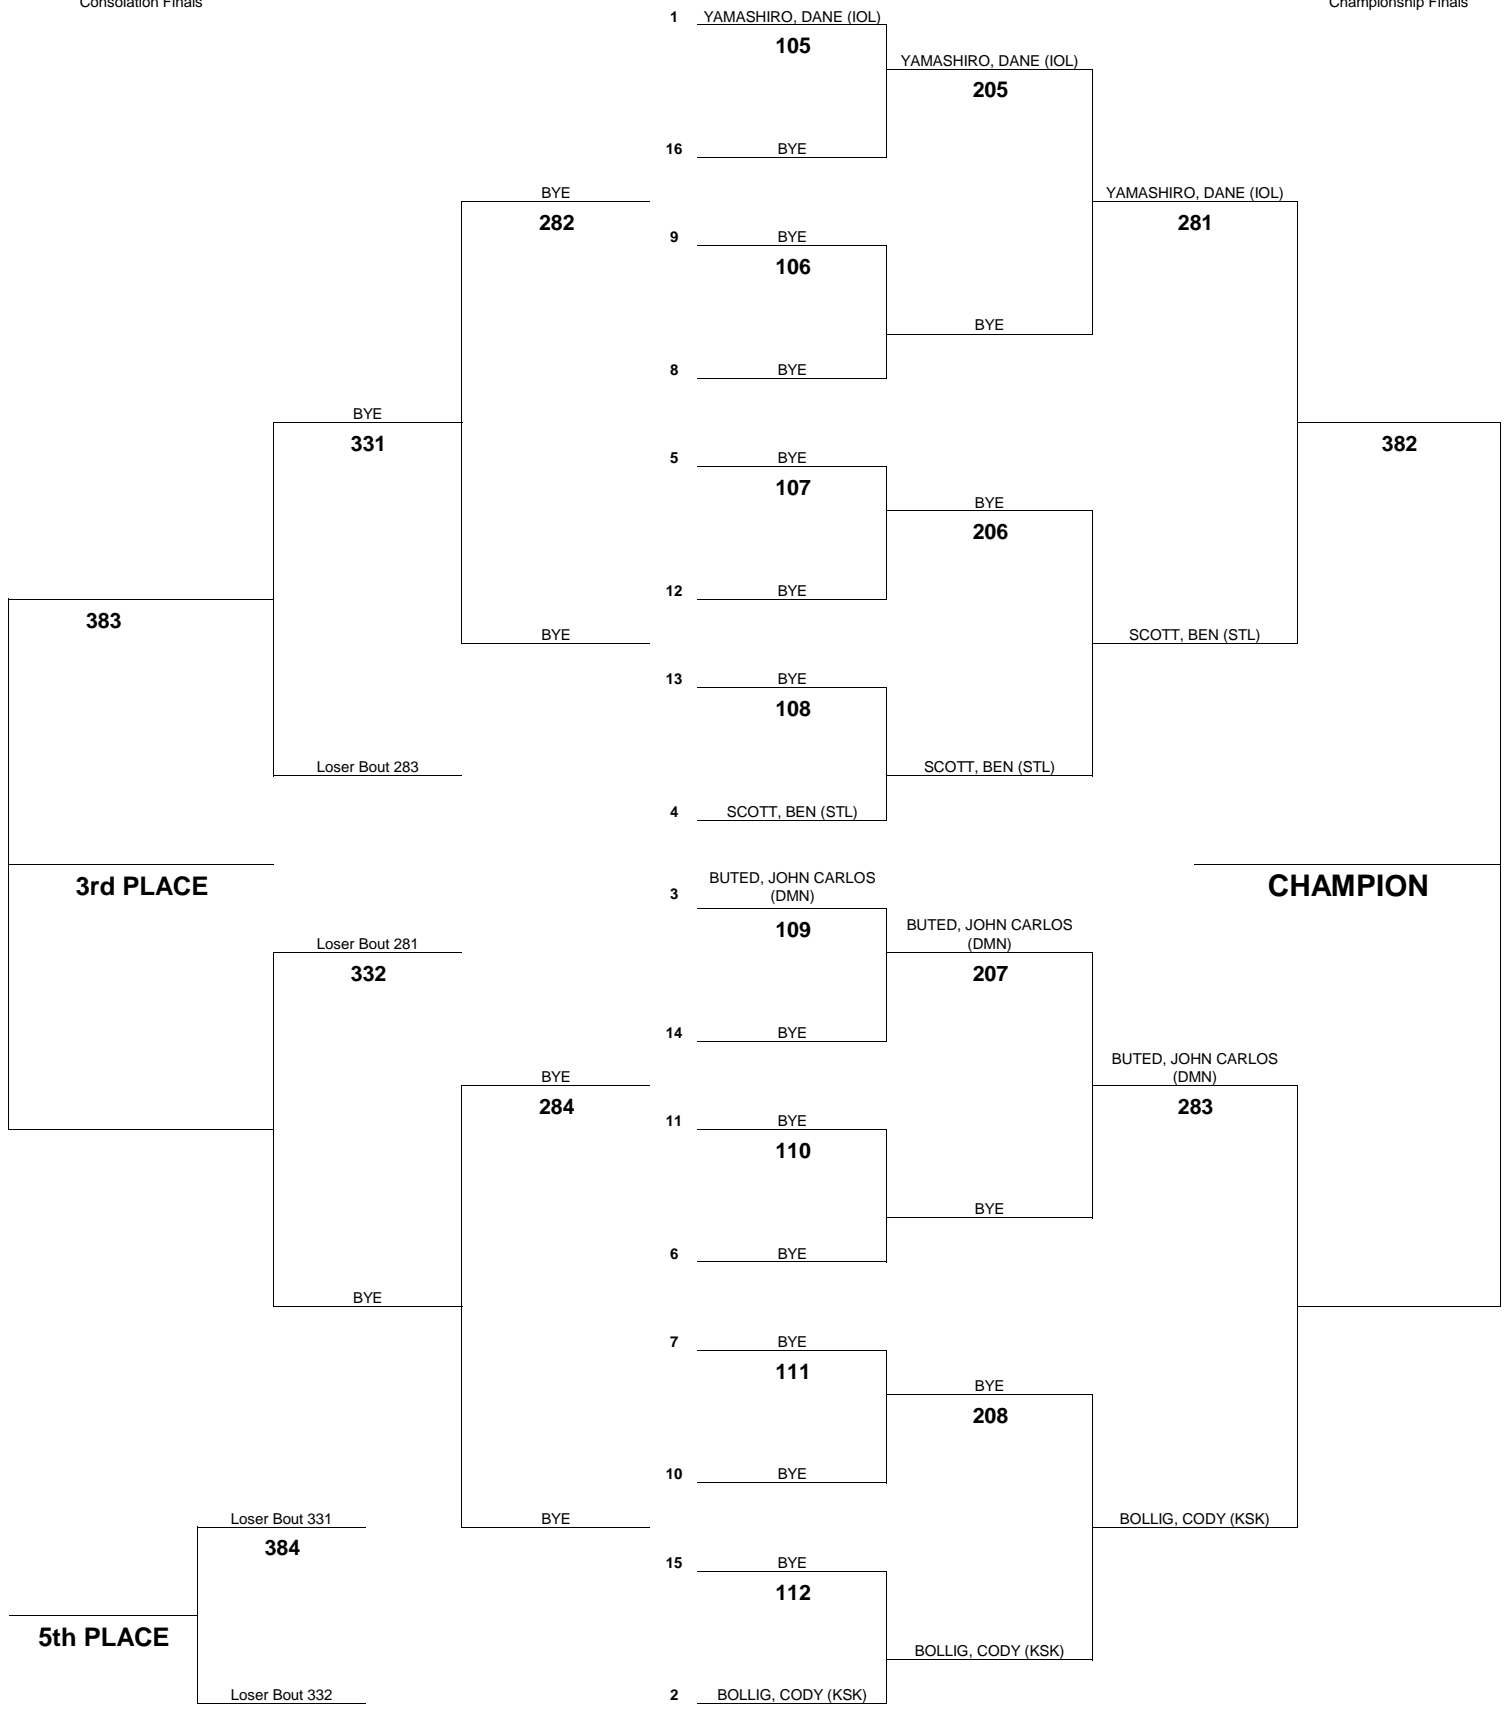 Consolation Finals
Championship Finals
1 YAMASHIRO, DANE (IOL)
105
YAMASHIRO, DANE (IOL)
205
16 BYE
BYE
YAMASHIRO, DANE (IOL)
282
281
9 BYE
106
BYE
8 BYE
BYE
331
382
5 BYE
107
BYE
206
12 BYE
383
BYE
SCOTT, BEN (STL)
13 BYE
108
Loser Bout 283
SCOTT, BEN (STL)
4 SCOTT, BEN (STL)
3rd PLACE
CHAMPION
3 BUTED, JOHN CARLOS
(DMN)
109
BUTED, JOHN CARLOS
(DMN)
Loser Bout 281
332
207
14 BYE
BUTED, JOHN CARLOS
(DMN)
BYE
284
283
11 BYE
110
BYE
6 BYE
BYE
7 BYE
111
BYE
208
10 BYE
Loser Bout 331
384
BYE
BOLLIG, CODY (KSK)
15 BYE
112
5th PLACE
BOLLIG, CODY (KSK)
Loser Bout 332
2 BOLLIG, CODY (KSK)